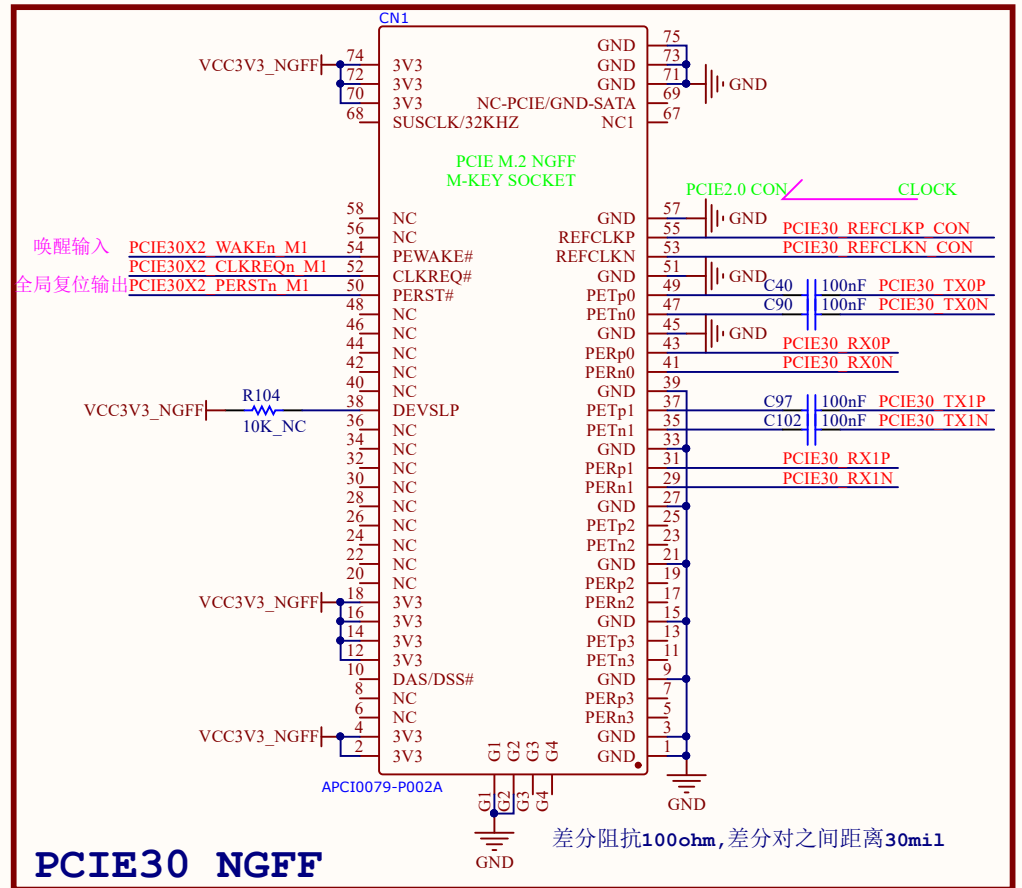 CN1
75
GND
74
73
VCC3V3_NGFF
3V3
GND
72
71
3V3
GND
GND
70
69
3V3
NC-PCIE/GND-SATA
68
67
SUSCLK/32KHZ
NC1
PCIE M.2 NGFF
M-KEY SOCKET
PCIE2.0 CON
CLOCK
58
57
NC
GND
GND
56
55
PCIE30_REFCLKP_CON
NC
REFCLKP
唤醒输入
PCIE30X2_WAKEn_M1
54
53
PCIE30_REFCLKN_CON
PEWAKE#
REFCLKN
PCIE30X2_CLKREQn_M1
52
51
CLKREQ#
GND
GND
全局复位输出
PCIE30X2_PERSTn_M1
50
49
C40
100nF
PCIE30_TX0P
PERST#
PETp0
48
47
C90
100nF
PCIE30_TX0N
NC
PETn0
46
45
NC
GND
GND
44
43
PCIE30_RX0P
NC
PERp0
42
41
PCIE30_RX0N
NC
PERn0
40
39
NC
GND
R104
VCC3V3_NGFF
10K_NC
38
37
C97
100nF
PCIE30_TX1P
DEVSLP
PETp1
36
35
C102
100nF
PCIE30_TX1N
NC
PETn1
34
33
NC
GND
32
31
PCIE30_RX1P
NC
PERp1
30
29
PCIE30_RX1N
NC
PERn1
28
27
NC
GND
26
25
NC
PETp2
24
23
NC
PETn2
22
21
NC
GND
20
19
NC
PERp2
18
17
VCC3V3_NGFF
3V3
PERn2
16
15
3V3
GND
14
13
3V3
PETp3
12
11
3V3
PETn3
10
9
DAS/DSS#
GND
8
7
NC
PERp3
6
5
NC
PERn3
4
3
VCC3V3_NGFF
3V3
GND
2
1
3V3
GND
G1
G2
G3
G4
APCI0079-P002A
G1
G2
G3
G4
GND
GND
差分阻抗100ohm,差分对之间距离30mil
PCIE30 NGFF